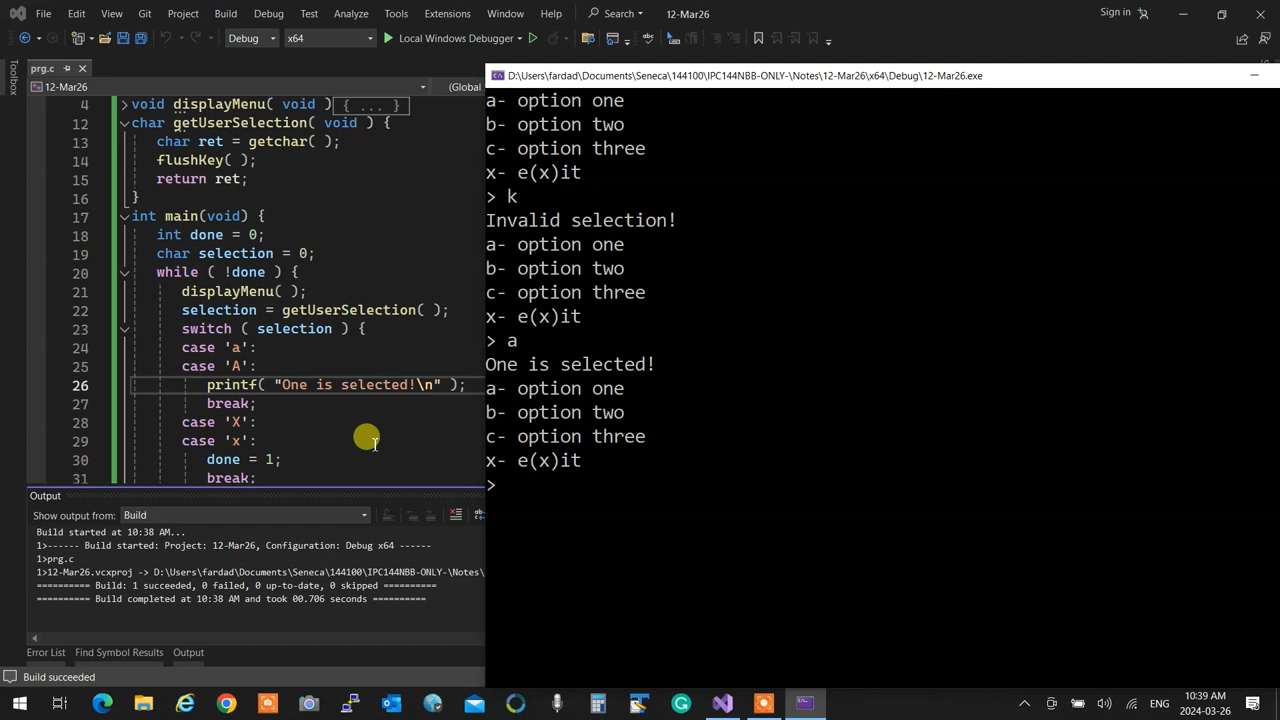 File Edit View Git Project Build Debug Test Analyze Tools Extensions Window Help Search 12-Mar26 Sign in
Debug x64 Local Windows Debugger
Toolbox
prg.c
12-Mar26 (Global
4 void displayMenu( void ){ ... }
12 char getUserSelection( void ) {
13 char ret = getchar( );
14 flushKey( );
15 return ret;
16 }
17 int main(void) {
18 int done = 0;
19 char selection = 0;
20 while ( !done ) {
21 displayMenu( );
22 selection = getUserSelection( );
23 switch ( selection ) {
24 case 'a':
25 case 'A':
26 printf( "One is selected!\n" );
27 break;
28 case 'X':
29 case 'x':
30 done = 1;
31 break;
Output
Show output from: Build
Build started at 10:38 AM...
1>------ Build started: Project: 12-Mar26, Configuration: Debug x64 ------
1>prg.c
1>12-Mar26.vcxproj -> D:\Users\fardad\Documents\Seneca\144100\IPC144NBB-ONLY-\Notes\
========== Build: 1 succeeded, 0 failed, 0 up-to-date, 0 skipped ==========
========== Build completed at 10:38 AM and took 00.706 seconds ==========
Error List Find Symbol Results Output
Build succeeded
D:\Users\fardad\Documents\Seneca\144100\IPC144NBB-ONLY-\Notes\12-Mar26\x64\Debug\12-Mar26.exe
a- option one
b- option two
c- option three
x- e(x)it
> k
Invalid selection!
a- option one
b- option two
c- option three
x- e(x)it
> a
One is selected!
a- option one
b- option two
c- option three
x- e(x)it
>
ENG
10:39 AM
2024-03-26